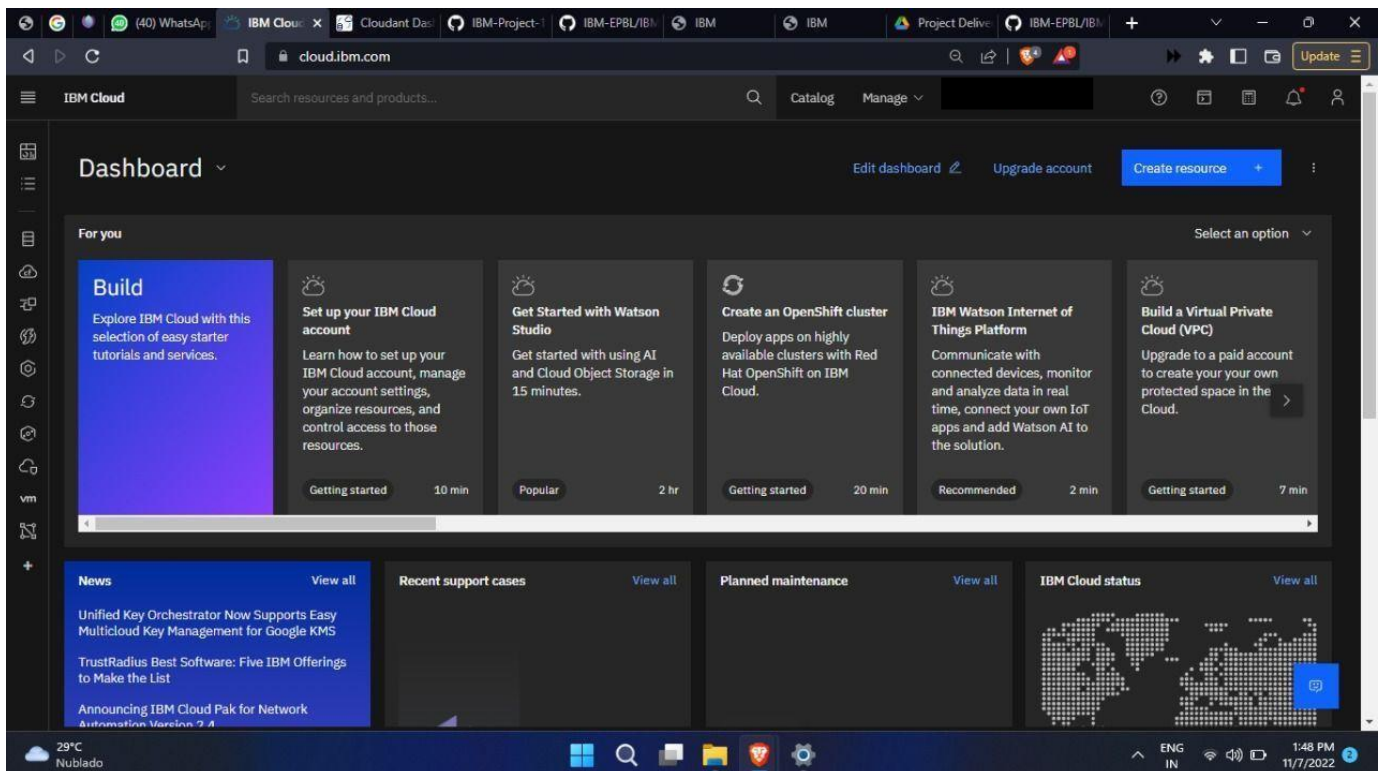 (40) WhatsApp
IBM Cloud
Cloudant Das
IBM-Project-1
IBM-EPBL/IBM
IBM
IBM
Project Delive
IBM-EPBL/IBM
cloud.ibm.com
Update
IBM Cloud
Search resources and products...
Catalog
Manage
Dashboard
Edit dashboard
Upgrade account
Create resource +
For you
Select an option
Build
Explore IBM Cloud with this
selection of easy starter
tutorials and services.
Set up your IBM Cloud
account
Learn how to set up your
IBM Cloud account, manage
your account settings,
organize resources, and
control access to those
resources.
Getting started
10 min
Get Started with Watson
Studio
Get started with using AI
and Cloud Object Storage in
15 minutes.
Popular
2 hr
Create an OpenShift cluster
Deploy apps on highly
available clusters with Red
Hat OpenShift on IBM
Cloud.
Getting started
20 min
IBM Watson Internet of
Things Platform
Communicate with
connected devices, monitor
and analyze data in real
time, connect your own IoT
apps and add Watson AI to
the solution.
Recommended
2 min
Build a Virtual Private
Cloud (VPC)
Upgrade to a paid account
to create your your own
protected space in the
Cloud.
Getting started
7 min
vm
News
View all
Unified Key Orchestrator Now Supports Easy
Multicloud Key Management for Google KMS
TrustRadius Best Software: Five IBM Offerings
to Make the List
Announcing IBM Cloud Pak for Network
Automation Version 2.4
Recent support cases
View all
Planned maintenance
View all
IBM Cloud status
View all
29°C
Nublado
ENG
IN
1:48 PM
11/7/2022
2